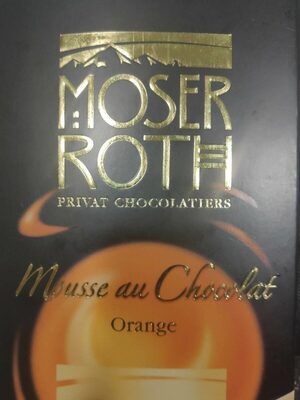 MOSER
ROTH
PRIVAT CHOCOLATIERS
Mousse au Chocolat
Orange